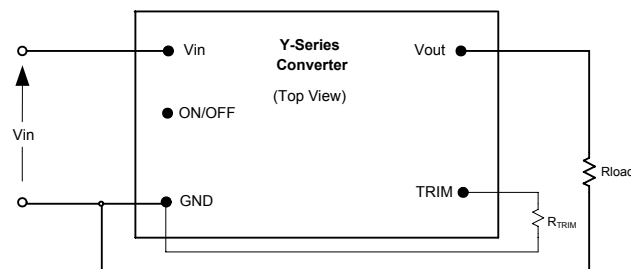 Y-Series
Converter
(Top View)
Vin
Vout
ON/OFF
Vin
GND
TRIM
Rload
RTRIM